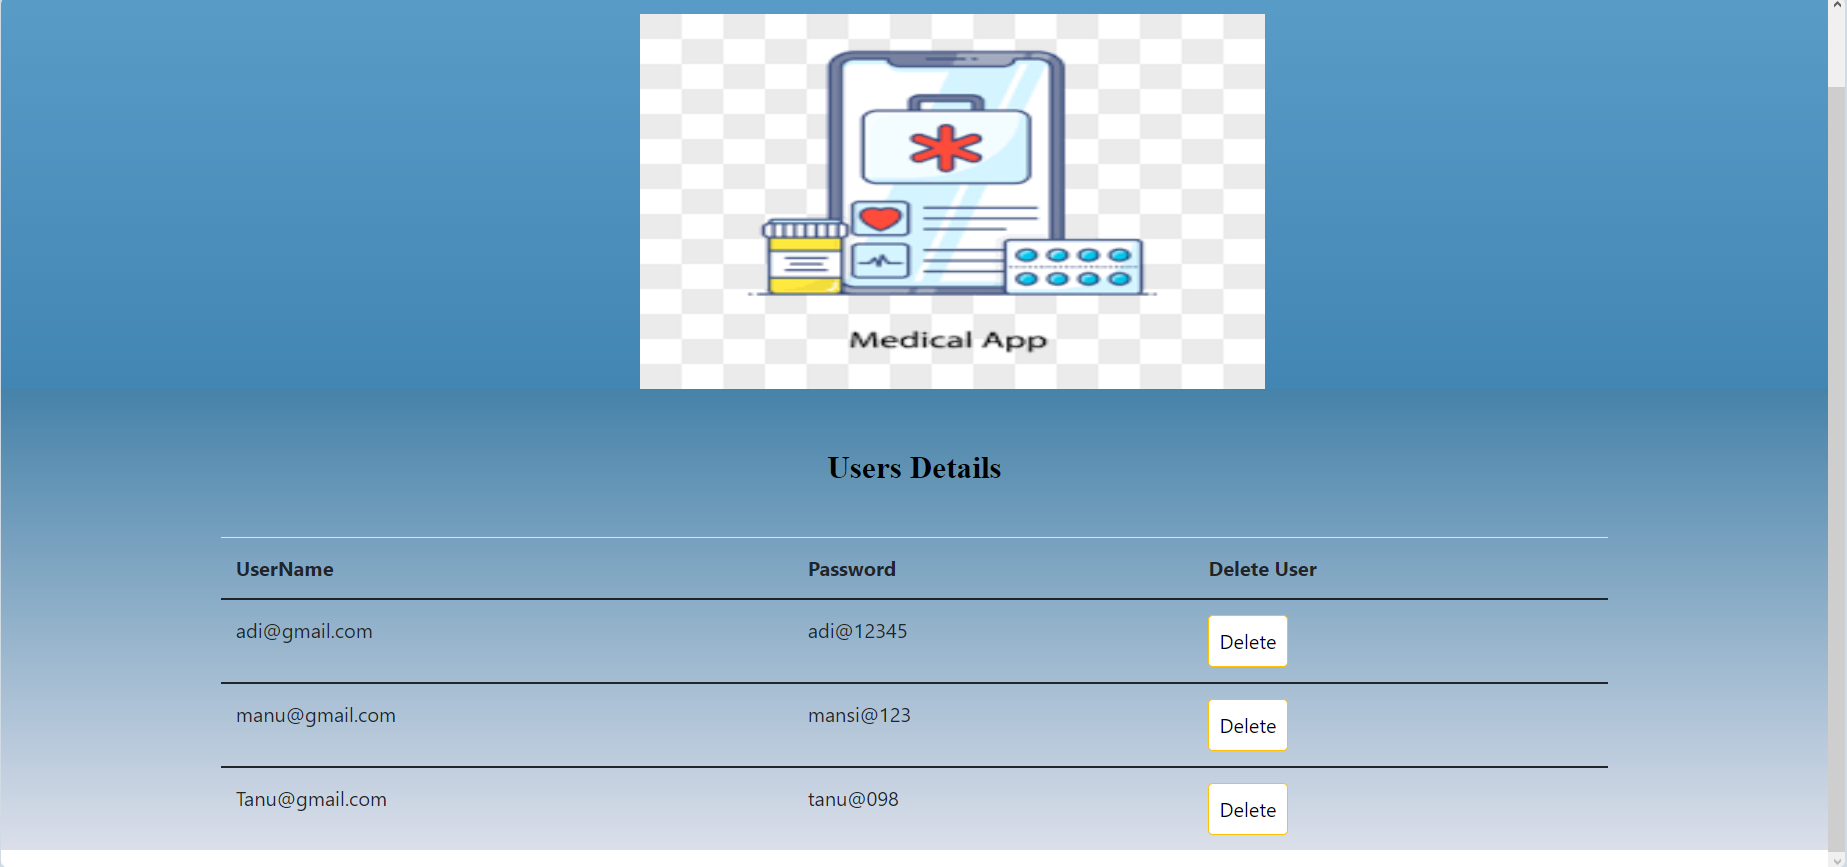 Medical App
Users Details
UserName Password Delete User
adi@gmail.com adi@12345 Delete
manu@gmail.com mansi@123 Delete
Tanu@gmail.com tanu@098 Delete